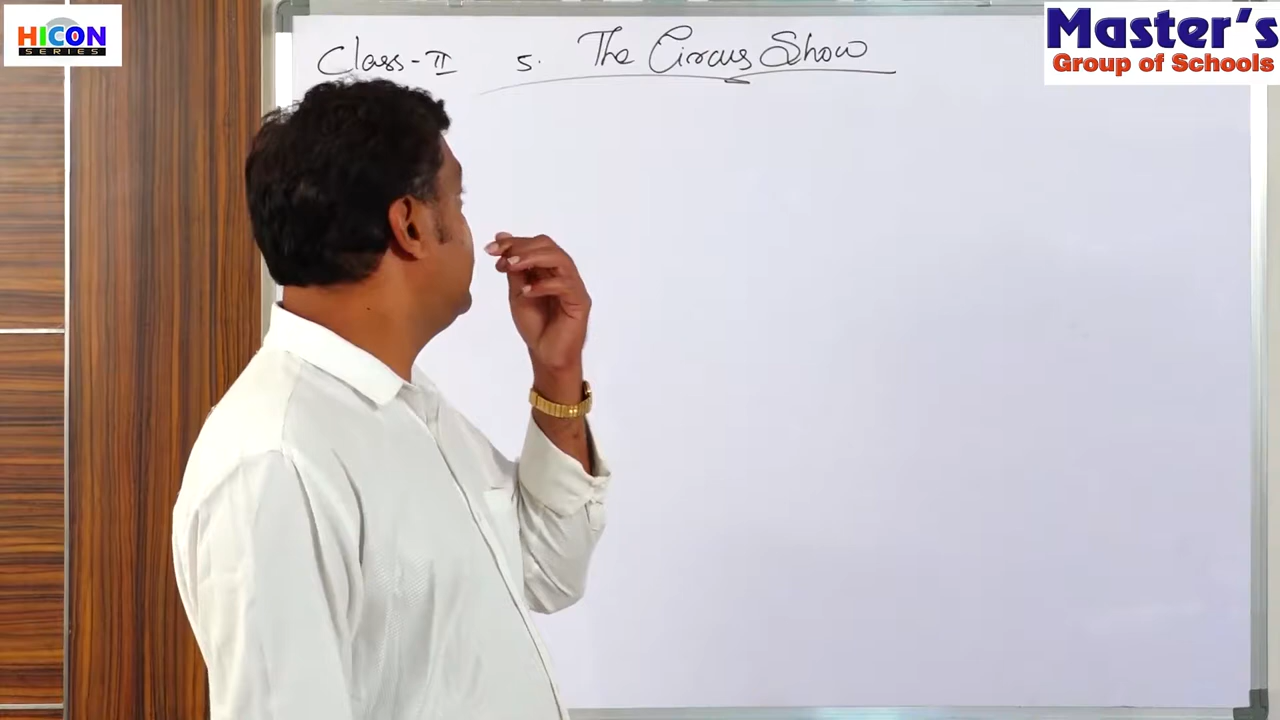 HICON
SERIES
Master's
Group of Schools
Class-II 5. The Circus Show